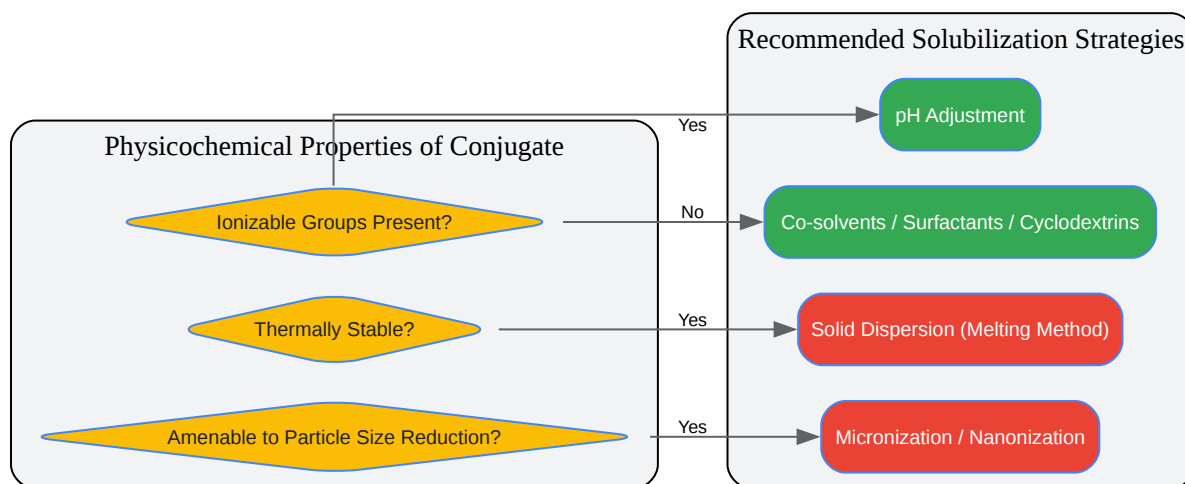 Recommended Solubilization Strategies
pH Adjustment
Yes
Physicochemical Properties of Conjugate
Ionizable Groups Present?
No
Co-solvents / Surfactants / Cyclodextrins
Thermally Stable?
Yes
Solid Dispersion (Melting Method)
Amenable to Particle Size Reduction?
Yes
Micronization / Nanonization